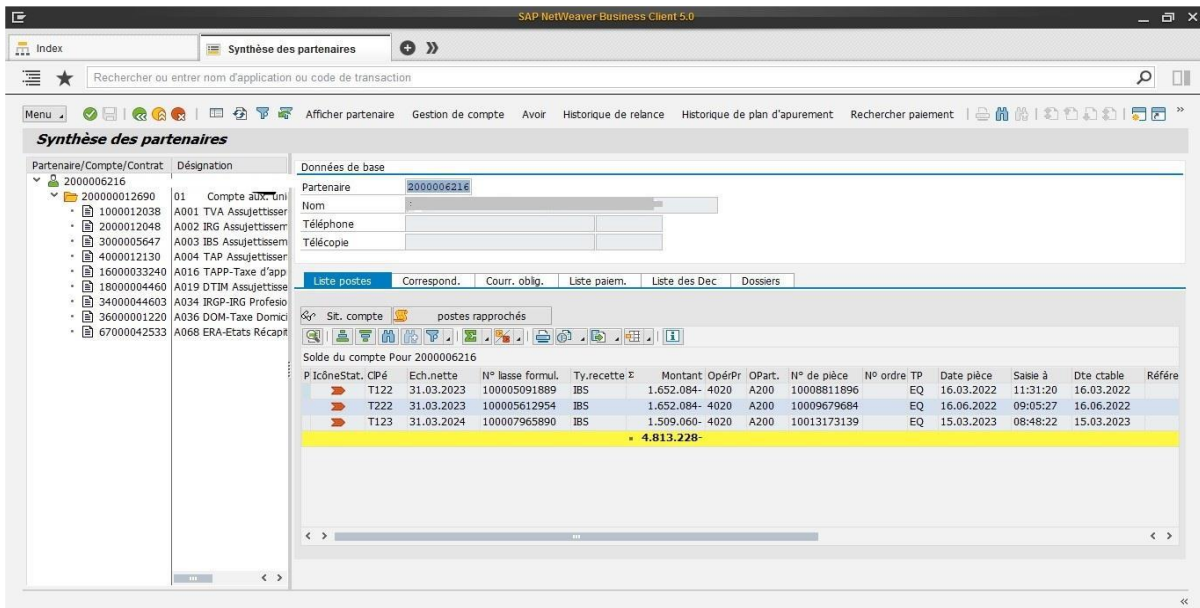 SAP NetWeaver Business Client 5.0
Index
Synthèse des partenaires
Rechercher ou entrer nom d'application ou code de transaction
Menu Afficher partenaire Gestion de compte Avoir Historique de relance Historique de plan d'apurement Rechercher paiement »
Synthèse des partenaires
Partenaire/Compte/Contrat Désignation
2000006216
200000012690 01 Compte aux. uni
1000012038 A001 TVA Assujettisser
2000012048 A002 IRG Assujettissem
3000005647 A003 IBS Assujettissem
4000012130 A004 TAP Assujettisser
16000033240 A016 TAPP-Taxe d'app
18000004460 A019 DTIM Assujettisse
34000044603 A034 IRGP-IRG Profesio
36000001220 A036 DOM-Taxe Domici
67000042533 A068 ERA-Etats Récapit
Données de base
Partenaire 2000006216
Nom
Téléphone
Télécopie
Liste postes Correspond. Courr. oblig. Liste paiem. Liste des Dec Dossiers
Sit. compte postes rapprochés
Solde du compte Pour 2000006216
P IcôneStat. ClPé Ech.nette N° liasse formul. Ty.recette Σ Montant OpérPr OPart. N° de pièce N° ordre TP Date pièce Saisie à Dte ctable Référe
T122 31.03.2023 100005091889 IBS 1.652.084- 4020 A200 10008811896 EQ 16.03.2022 11:31:20 16.03.2022
T222 31.03.2023 100005612954 IBS 1.652.084- 4020 A200 10009679684 EQ 16.06.2022 09:05:27 16.06.2022
T123 31.03.2024 100007965890 IBS 1.509.060- 4020 A200 10013173139 EQ 15.03.2023 08:48:22 15.03.2023
4.813.228-